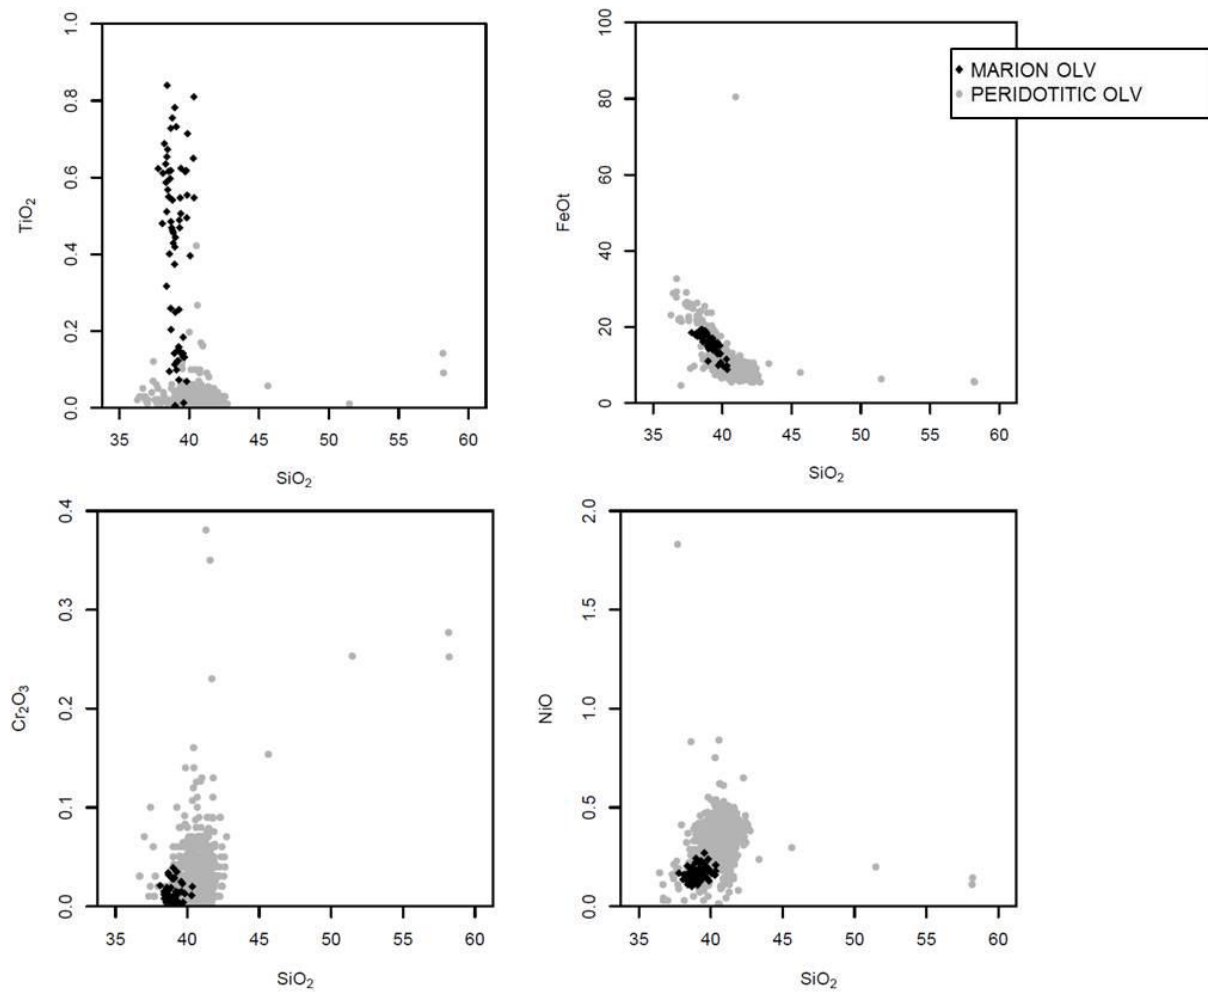 1.0
0.8
0.6
0.4
0.2
0.0
TiO₂
35 40 45 50 55 60
SiO₂
100
80
60
40
20
0
FeOt
35 40 45 50 55 60
SiO₂
MARION OLV
PERIDOTITIC OLV
0.4
0.3
0.2
0.1
0.0
Cr₂O₃
35 40 45 50 55 60
SiO₂
2.0
1.5
1.0
0.5
0.0
NiO
35 40 45 50 55 60
SiO₂